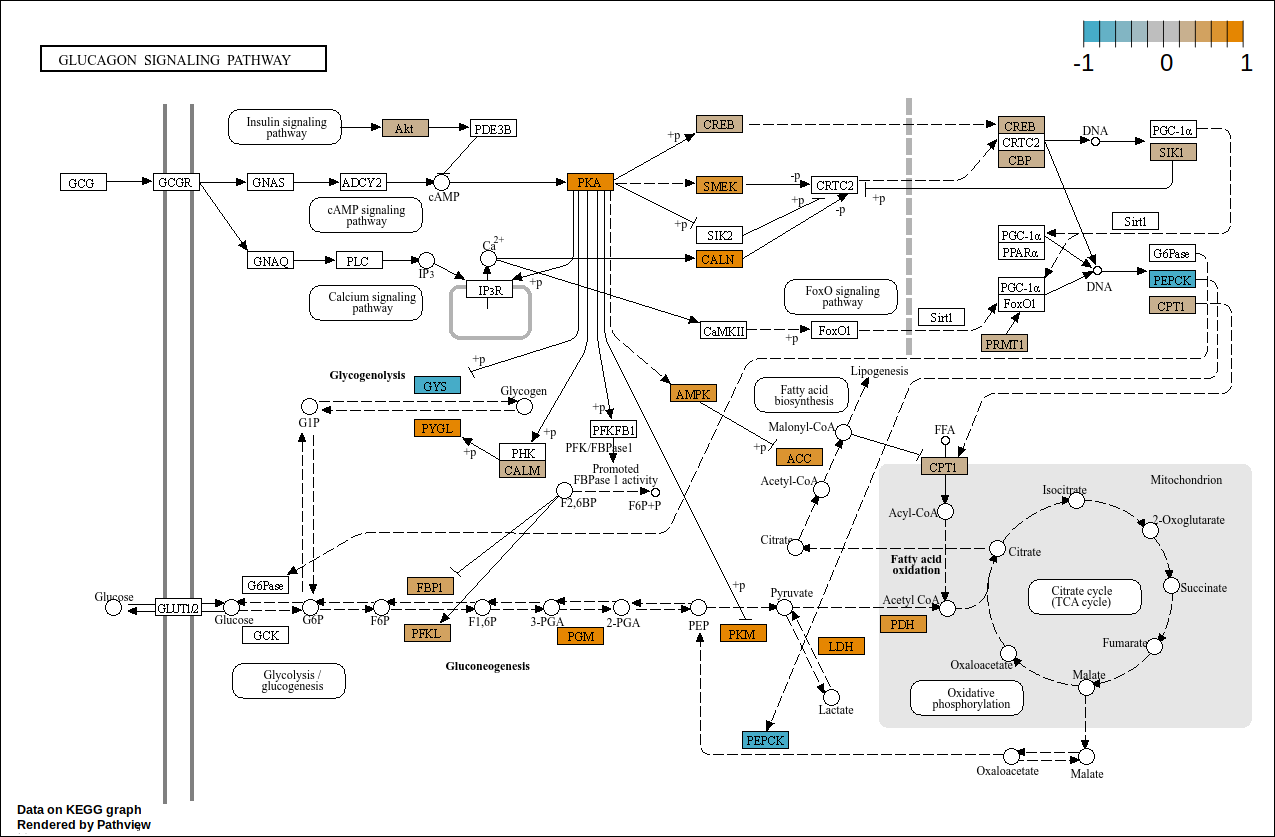 GLUCAGON SIGNALING PATHWAY
-1 0 1
Insulin signaling
pathway
Akt
PDE3B
+p
CREB
CREB
CRTC2
CBP
DNA
PGC-1α
SIK1
GCG
GCGR
GNAS
ADCY2
cAMP
PKA
SMEK
-p
CRTC2
+p
+p
-p
cAMP signaling
pathway
+p
SIK2
Sirt1
PGC-1α
PPARα
Ca2+
GNAQ
PLC
IP3
CALN
G6Pase
DNA
PEPCK
IP3R
+p
Calcium signaling
pathway
FoxO signaling
pathway
PGC-1α
FoxO1
CPT1
Sirt1
CaMKII
+p
FoxO1
PRMT1
+p
Glycogenolysis
GYS
Glycogen
AMPK
Lipogenesis
Fatty acid
biosynthesis
G1P
PYGL
+p
+p
PFKFB1
PFK/FBPase1
Malonyl-CoA
FFA
+p
PHK
CALM
+p
ACC
CPT1
Promoted
FBPase 1 activity
Acetyl-CoA
Mitochondrion
Isocitrate
F2,6BP
F6P+P
Acyl-CoA
2-Oxoglutarate
Citrate
Citrate
Fatty acid
oxidation
G6Pase
FBP1
+p
Citrate cycle
(TCA cycle)
Succinate
Glucose
GLUT1/2
Glucose
G6P
F6P
F1,6P
3-PGA
2-PGA
PEP
Pyruvate
Acetyl CoA
GCK
PFKL
PGM
PKM
LDH
PDH
Fumarate
Gluconeogenesis
Oxaloacetate
Malate
Glycolysis /
glucogenesis
Oxidative
phosphorylation
Lactate
PEPCK
Oxaloacetate
Malate
Data on KEGG graph
Rendered by Pathview